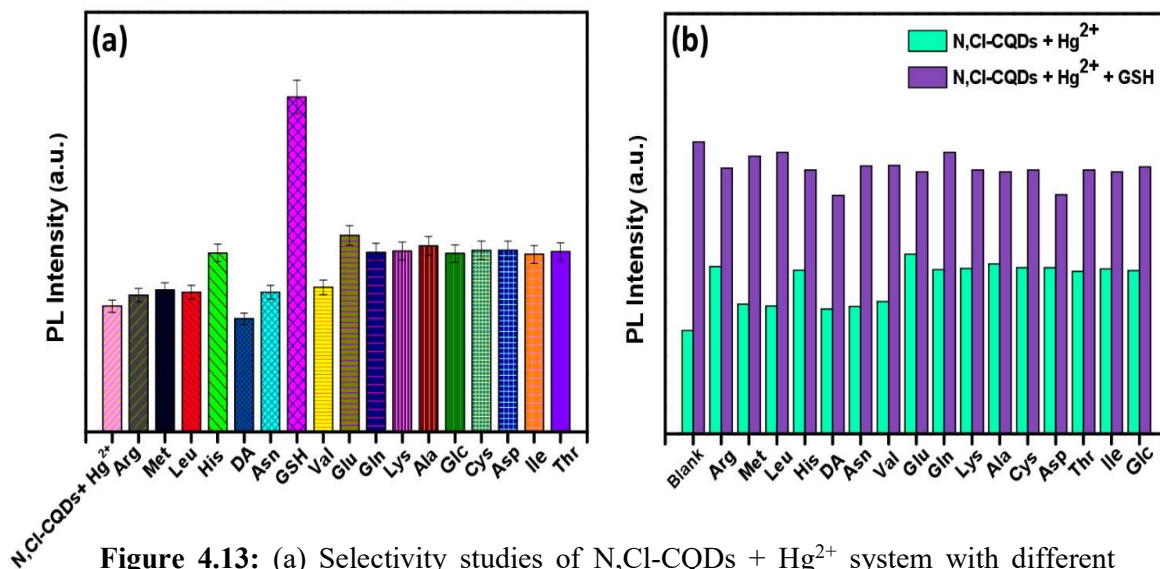 (a)
PL Intensity (a.u.)
N,Cl-CQDs+ Hg²⁺
Arg
Met
Leu
His
DA
Asn
GSH
Val
Glu
Gln
Lys
Ala
Glc
Cys
Asp
Ile
Thr
(b)
N,Cl-CQDs + Hg²⁺
N,Cl-CQDs + Hg²⁺ + GSH
PL Intensity (a.u.)
Blank
Arg
Met
Leu
His
DA
Asn
Val
Glu
Gln
Lys
Ala
Cys
Asp
Thr
Ile
Glc
Figure 4.13: (a) Selectivity studies of N,Cl-CQDs + Hg²⁺ system with different